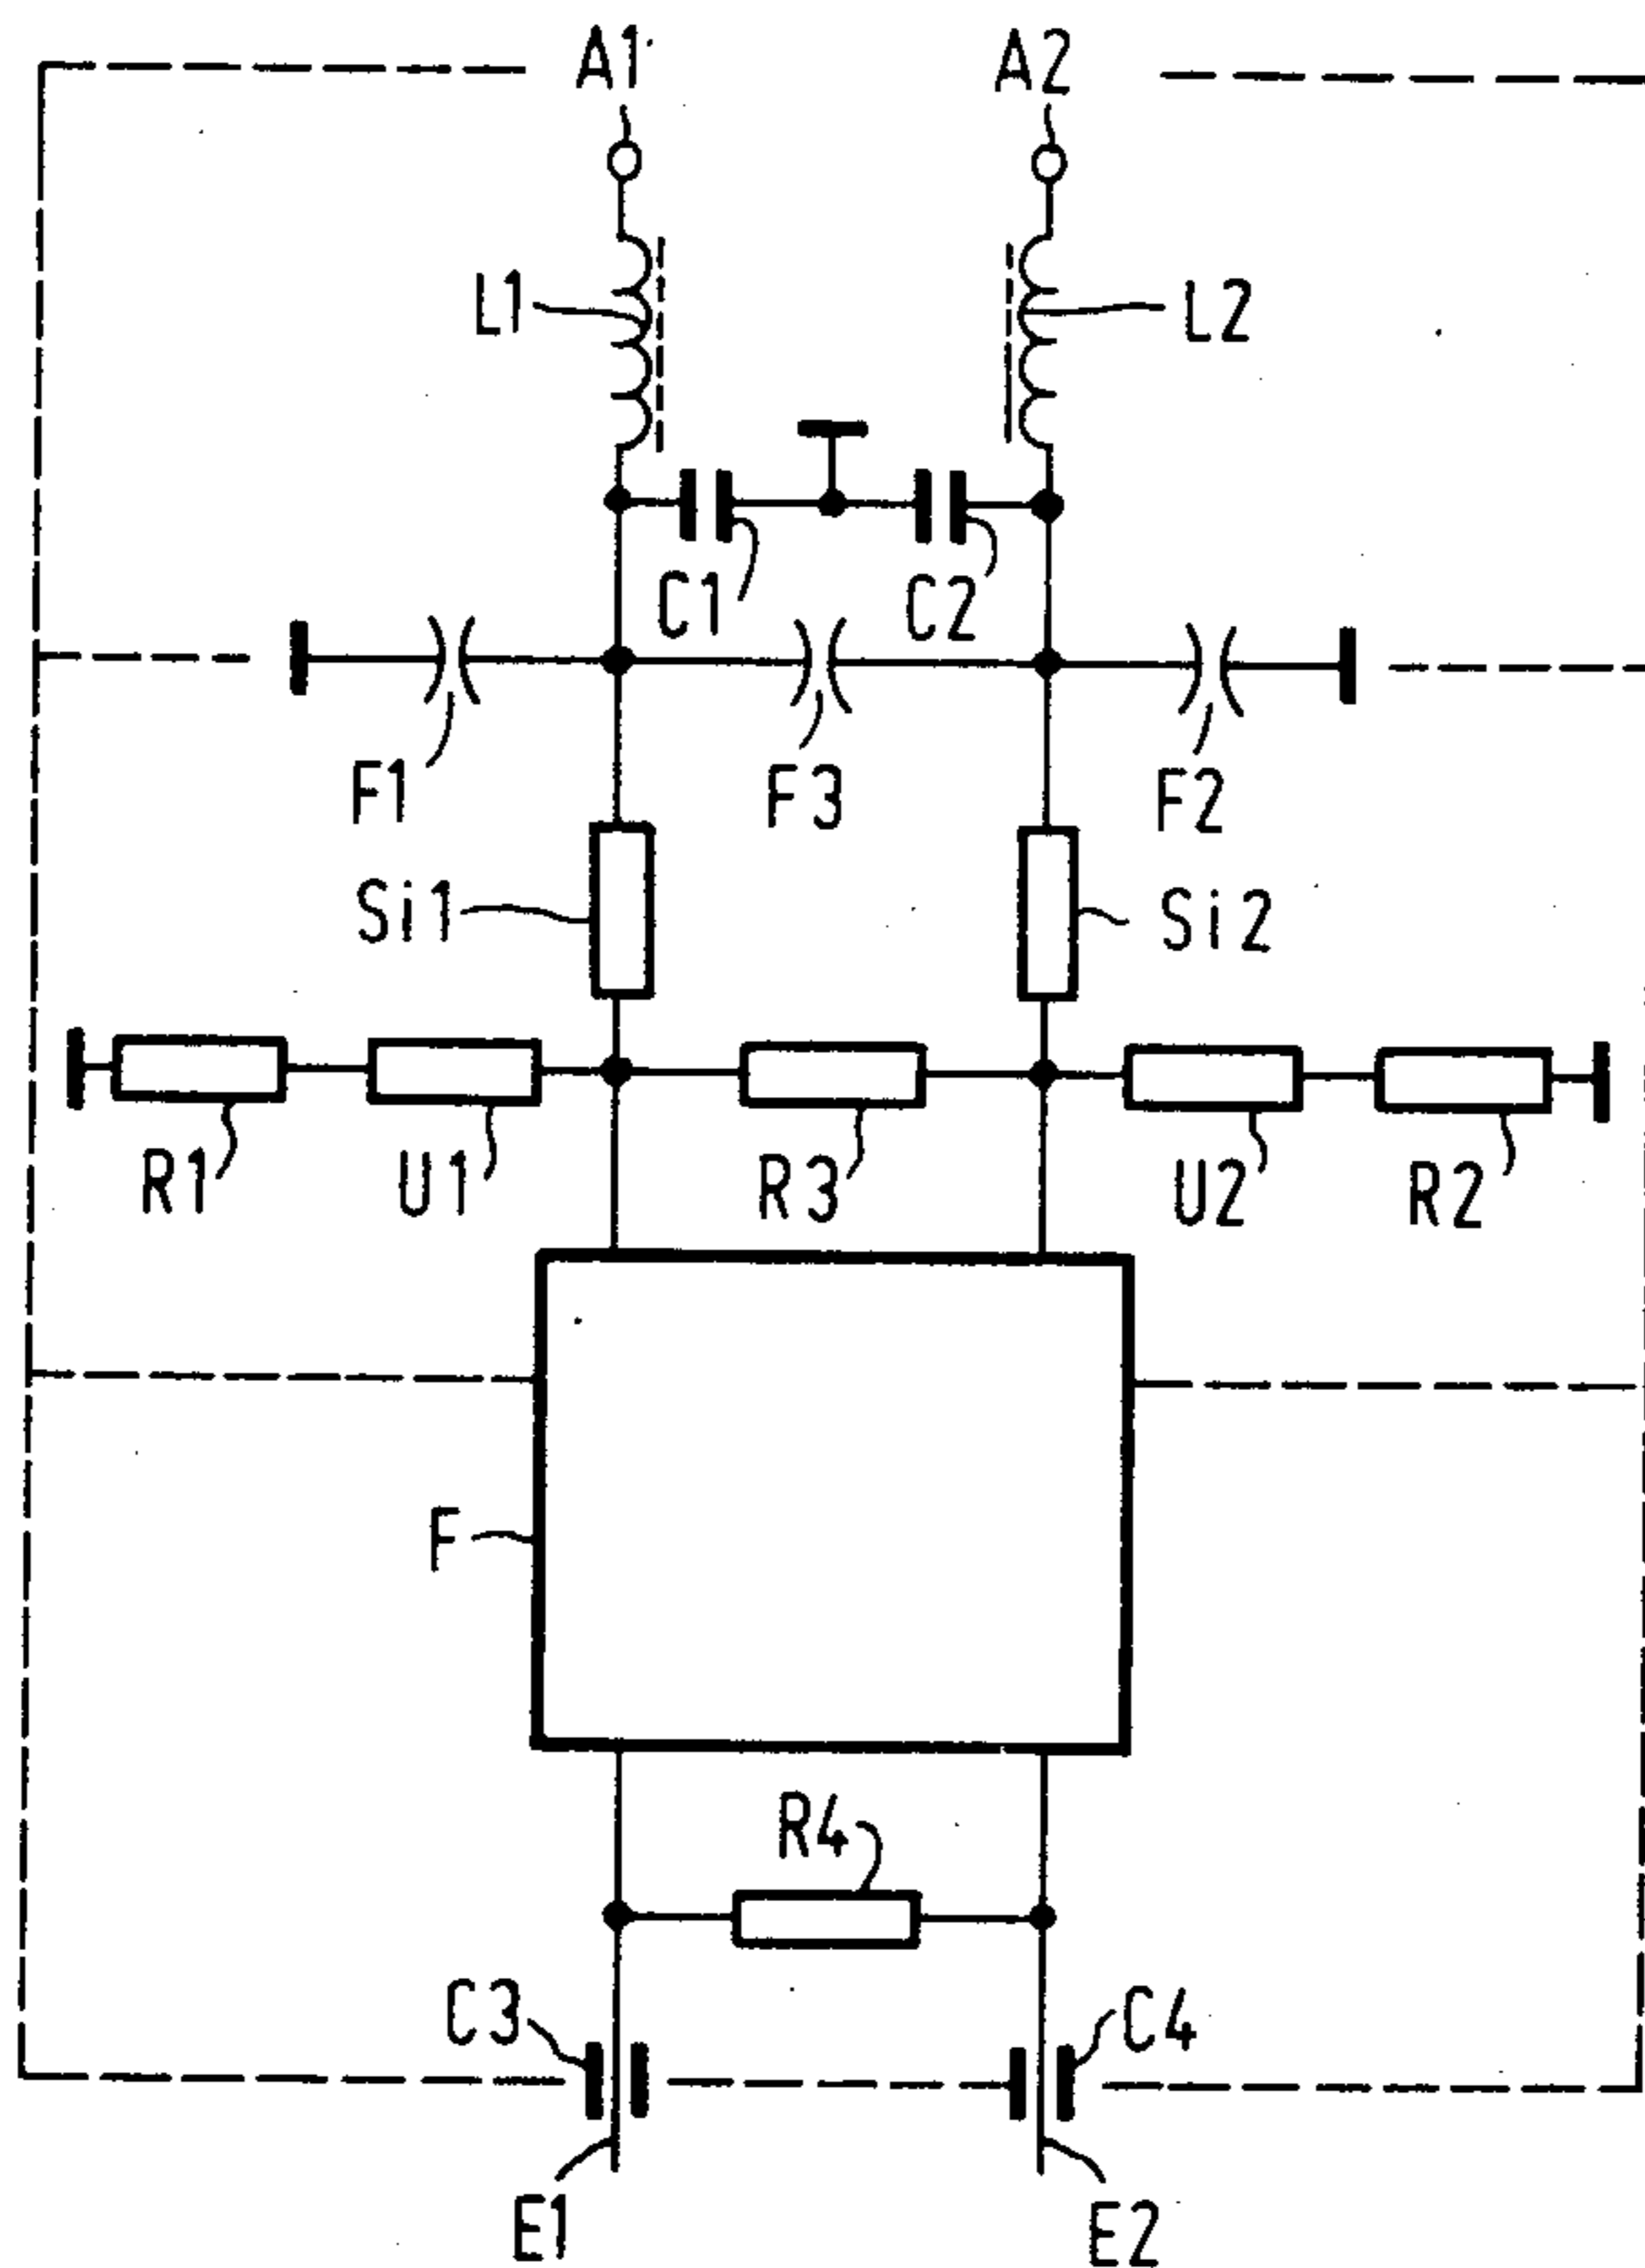 A1 A2
L1 L2
C1 C2
F1 F3 F2
Si1 Si2
R1 U1 R3 U2 R2
F
R4
C3 C4
E1 E2